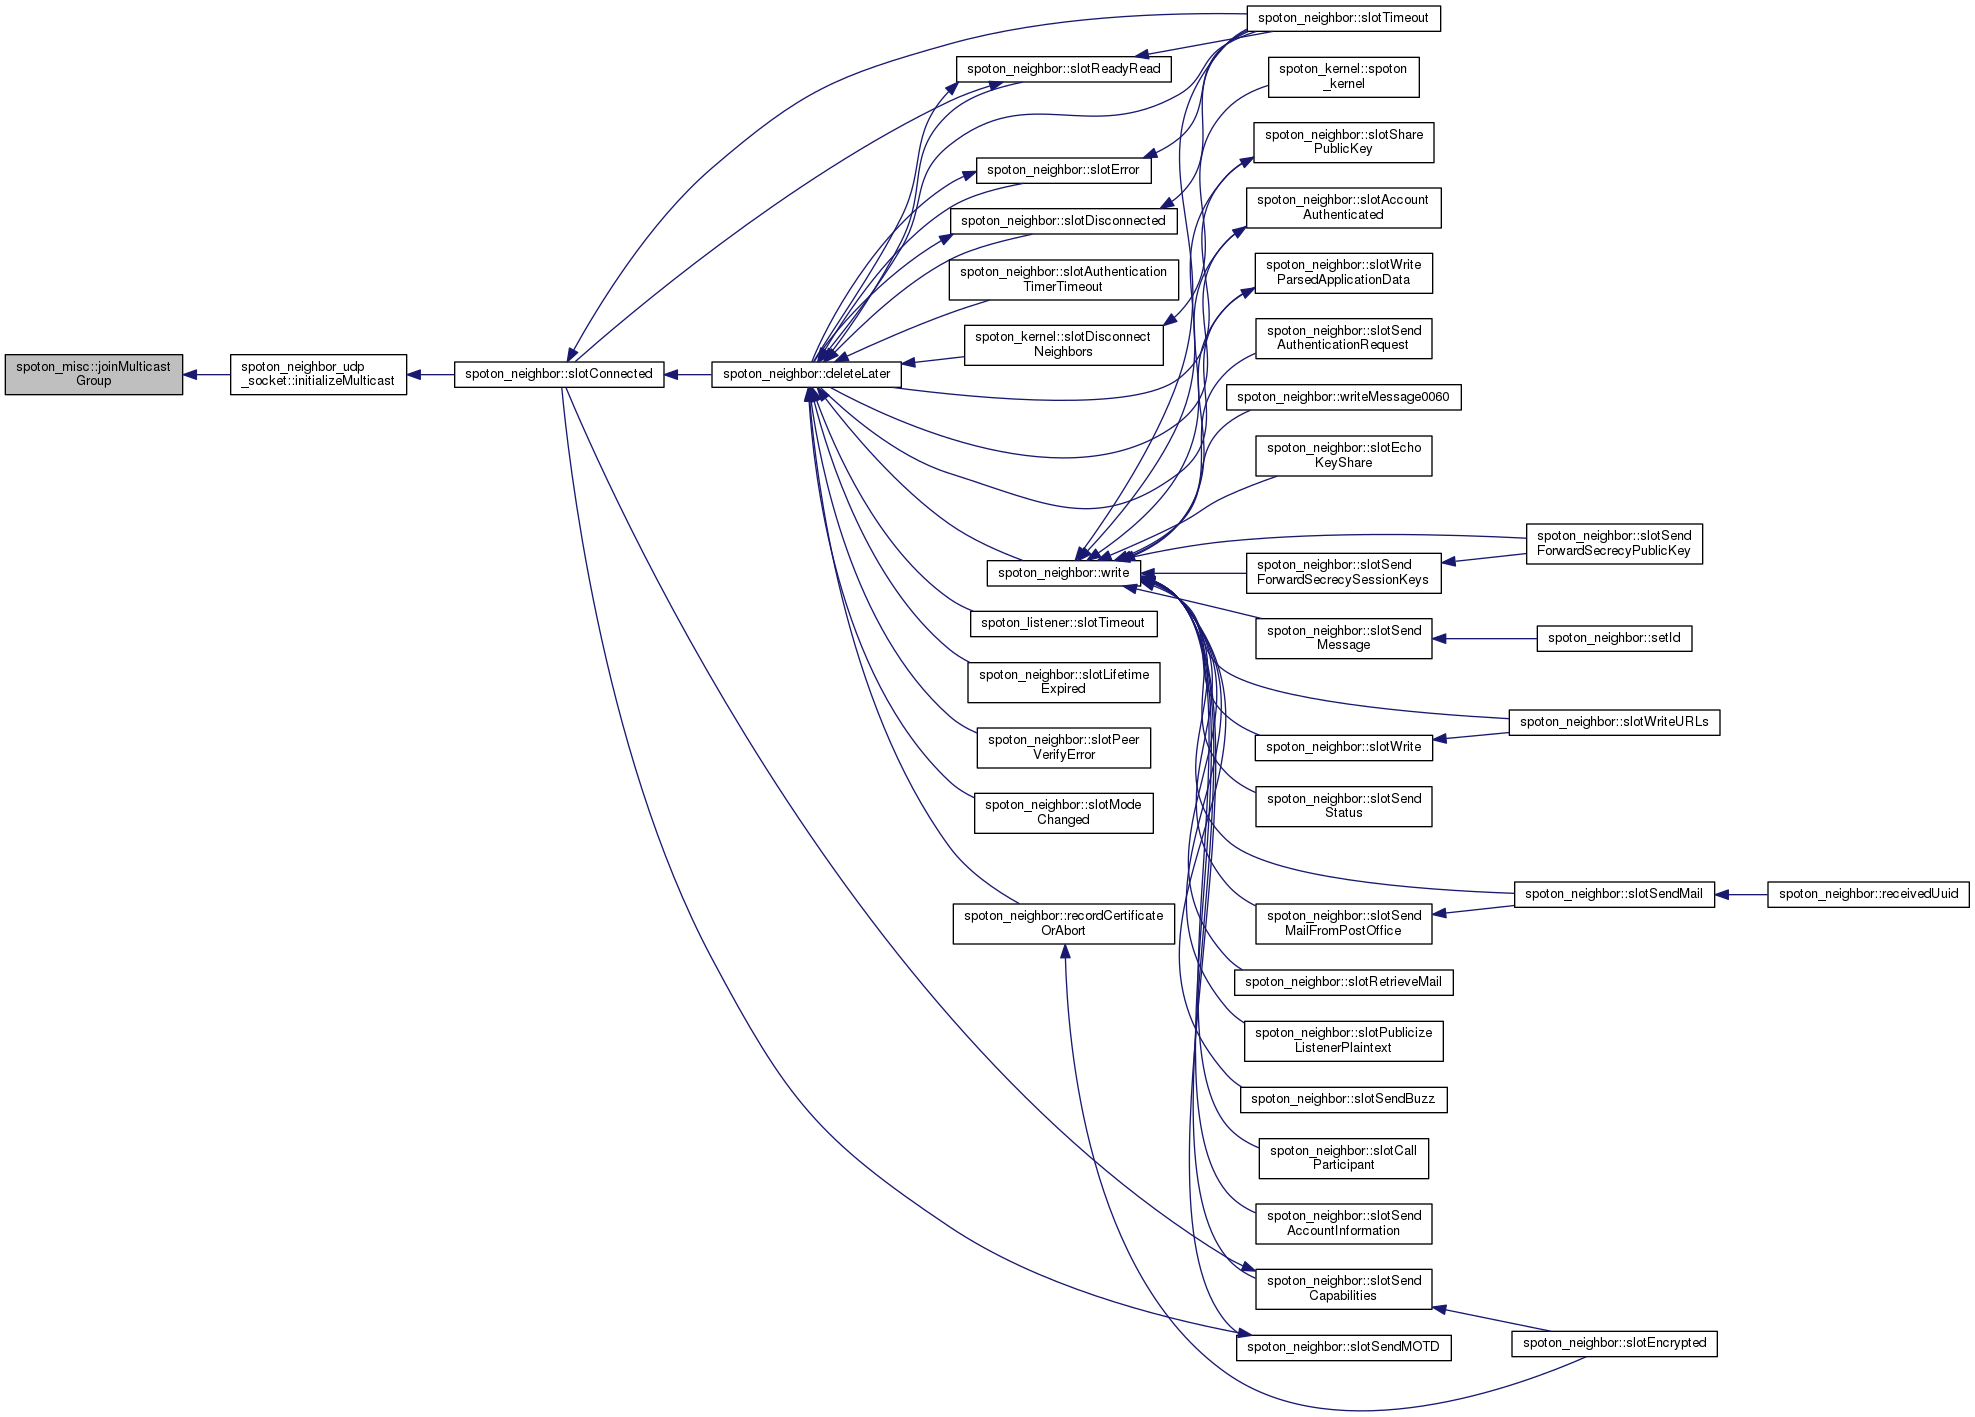 spoton_misc::joinMulticast
Group
spoton_neighbor_udp
_socket::initializeMulticast
spoton_neighbor::slotConnected
spoton_neighbor::deleteLater
spoton_neighbor::slotReadyRead
spoton_neighbor::slotError
spoton_neighbor::slotDisconnected
spoton_neighbor::slotAuthentication
TimerTimeout
spoton_kernel::slotDisconnect
Neighbors
spoton_neighbor::write
spoton_listener::slotTimeout
spoton_neighbor::slotLifetime
Expired
spoton_neighbor::slotPeer
VerifyError
spoton_neighbor::slotMode
Changed
spoton_neighbor::recordCertificate
OrAbort
spoton_neighbor::slotTimeout
spoton_kernel::spoton
_kernel
spoton_neighbor::slotShare
PublicKey
spoton_neighbor::slotAccount
Authenticated
spoton_neighbor::slotWrite
ParsedApplicationData
spoton_neighbor::slotSend
AuthenticationRequest
spoton_neighbor::writeMessage0060
spoton_neighbor::slotEcho
KeyShare
spoton_neighbor::slotSend
ForwardSecrecySessionKeys
spoton_neighbor::slotSend
Message
spoton_neighbor::slotWrite
spoton_neighbor::slotSend
Status
spoton_neighbor::slotSend
MailFromPostOffice
spoton_neighbor::slotRetrieveMail
spoton_neighbor::slotPublicize
ListenerPlaintext
spoton_neighbor::slotSendBuzz
spoton_neighbor::slotCall
Participant
spoton_neighbor::slotSend
AccountInformation
spoton_neighbor::slotSend
Capabilities
spoton_neighbor::slotSendMOTD
spoton_neighbor::slotSend
ForwardSecrecyPublicKey
spoton_neighbor::setId
spoton_neighbor::slotWriteURLs
spoton_neighbor::slotSendMail
spoton_neighbor::slotEncrypted
spoton_neighbor::receivedUuid